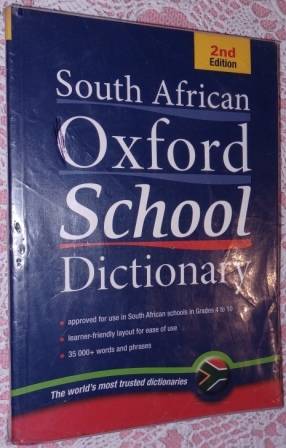 2nd
Edition
South African
Oxford
School
Dictionary
approved for use in South African schools in Grades 4 to 10
learner-friendly layout for ease of use
35 000+ words and phrases
The world's most trusted dictionaries